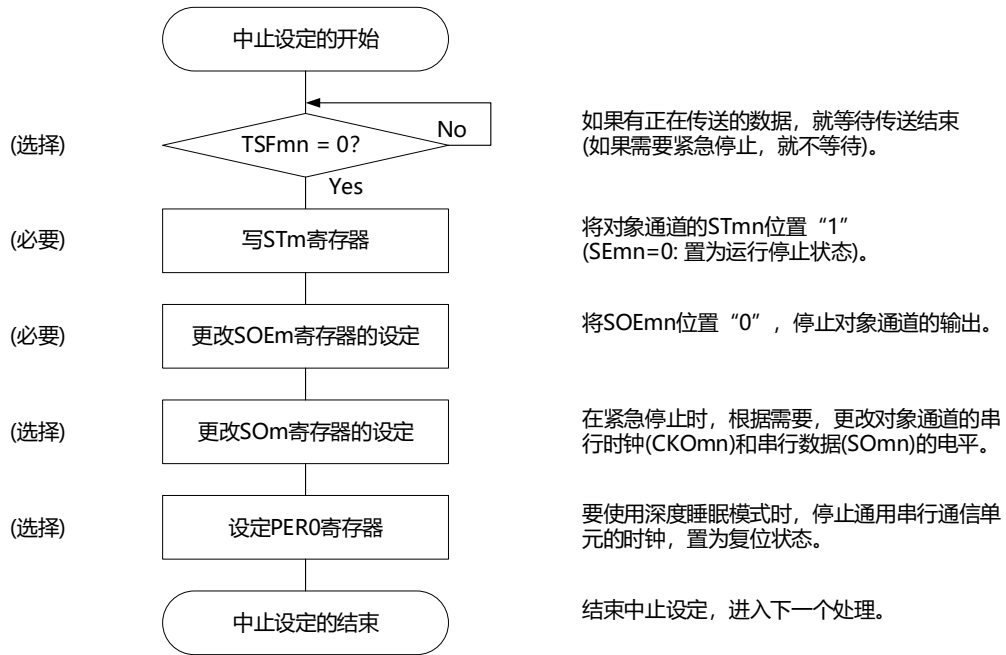 中止设定的开始
(选择)
TSFmn = 0?
No
Yes
如果有正在传送的数据，就等待传送结束
(如果需要紧急停止，就不等待)。
(必要)
写STm寄存器
将对象通道的STmn位置“1”
(SEmn=0: 置为运行停止状态)。
(必要)
更改SOEm寄存器的设定
将SOEmn位置“0”，停止对象通道的输出。
(选择)
更改SOm寄存器的设定
在紧急停止时，根据需要，更改对象通道的串
行时钟(CKOmn)和串行数据(SOmn)的电平。
(选择)
设定PER0寄存器
要使用深度睡眠模式时，停止通用串行通信单
元的时钟，置为复位状态。
中止设定的结束
结束中止设定，进入下一个处理。